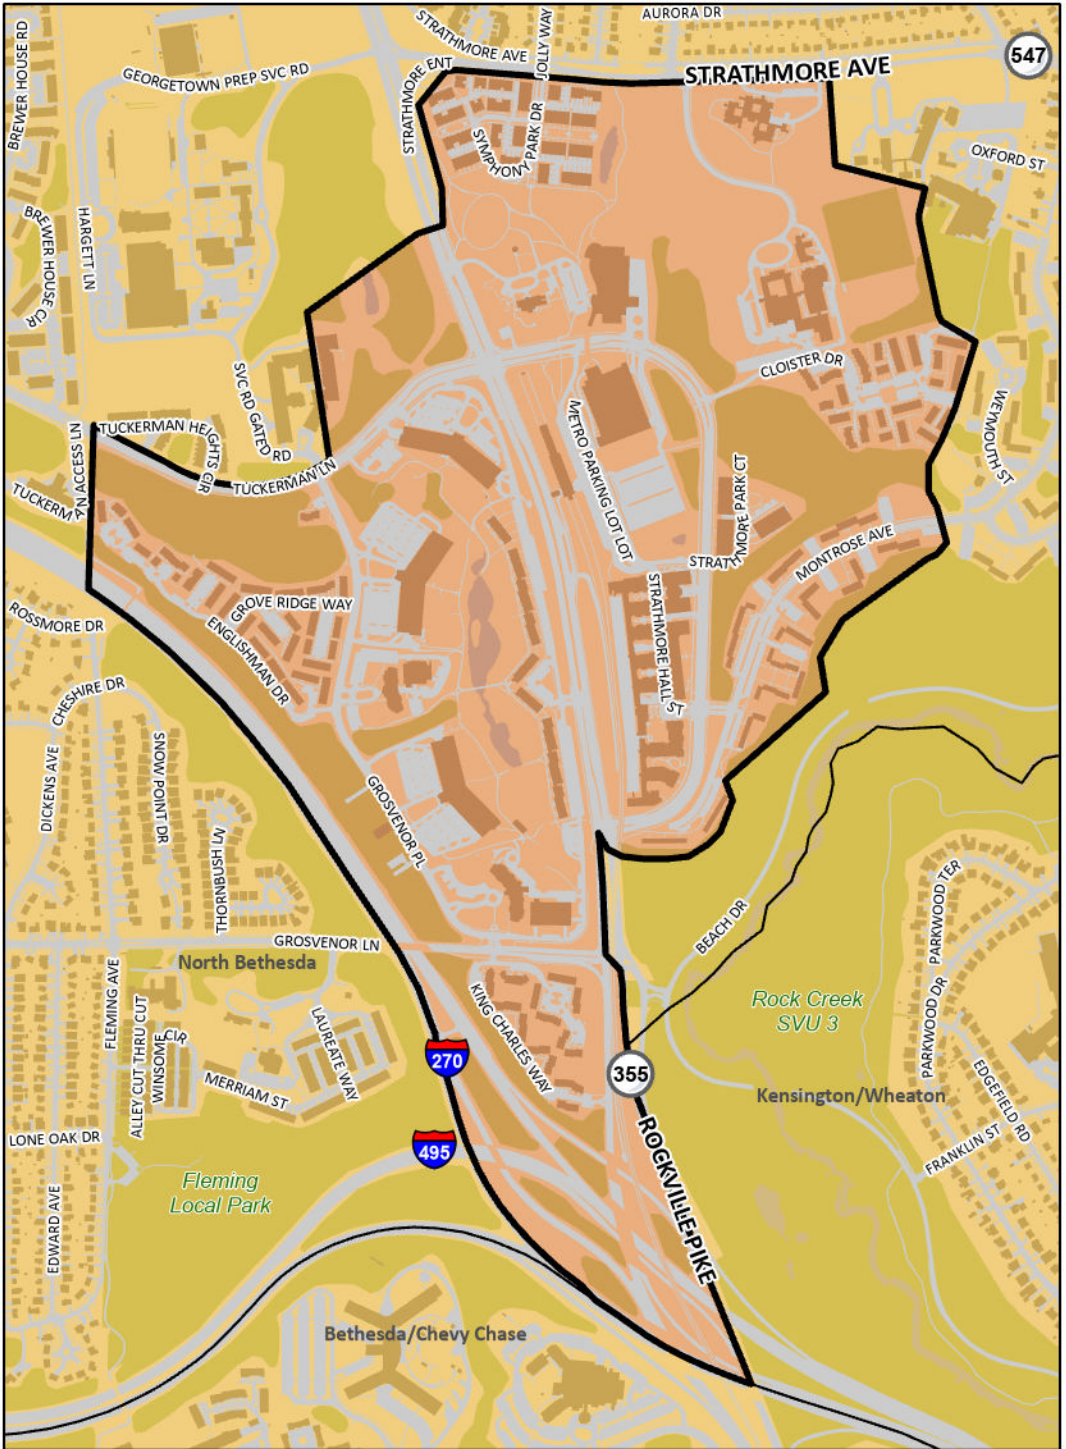 AURORA DR
STRATHMORE AVE
JOLLY WAY
547
BREWER HOUSE RD
GEORGETOWN PREP SVC RD
STRATHMORE ENT
STRATHMORE AVE
SYMPHONY
PARK DR
OXFORD ST
BREWER HOUSE CIR
HARGETT LN
SVC RD GATED RD
CLOISTER DR
METRO PARKING LOT LOT
WEYMOUTH ST
TUCKERMAN HEIGHTS CIR
N ACCESS LN
TUCKERMAN LN
TUCKERMA
STRATHMORE PARK CT
MONTROSE AVE
STRATHMORE HALL ST
GROVE RIDGE WAY
ENGLISHMAN DR
ROSSMORE DR
CHESHIRE DR
DICKENS AVE
SNOW POINT DR
THORNBUSH LN
GROSVENOR PL
GROSVENOR LN
North Bethesda
BEACH DR
PARKWOOD TER
PARKWOOD DR
Rock Creek
SVU 3
FLEMING AVE
ALLEY CUT THRU CUT
WINSOME CIR
LAUREATE WAY
KING CHARLES WAY
270
355
MERRIAM ST
Kensington/Wheaton
EDGEFIELD RD
FRANKLIN ST
LONE OAK DR
495
ROCKVILLE PIKE
Fleming
Local Park
EDWARD AVE
Bethesda/Chevy Chase